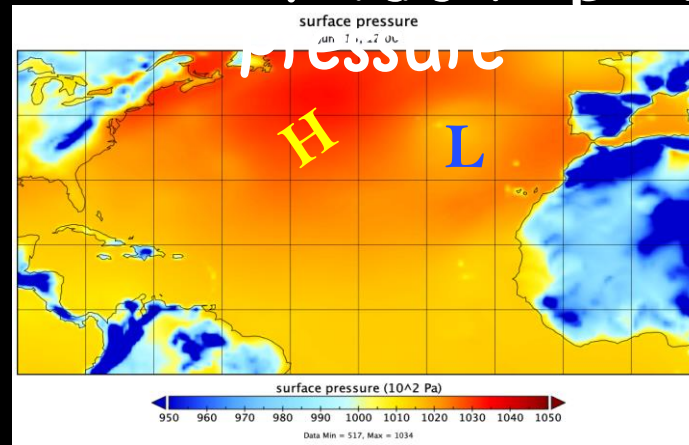 surface pressure
Pressure
H
L
surface pressure (10^2 Pa)
950 960 970 980 990 1000 1010 1020 1030 1040 1050
Data Min = 517, Max = 1034